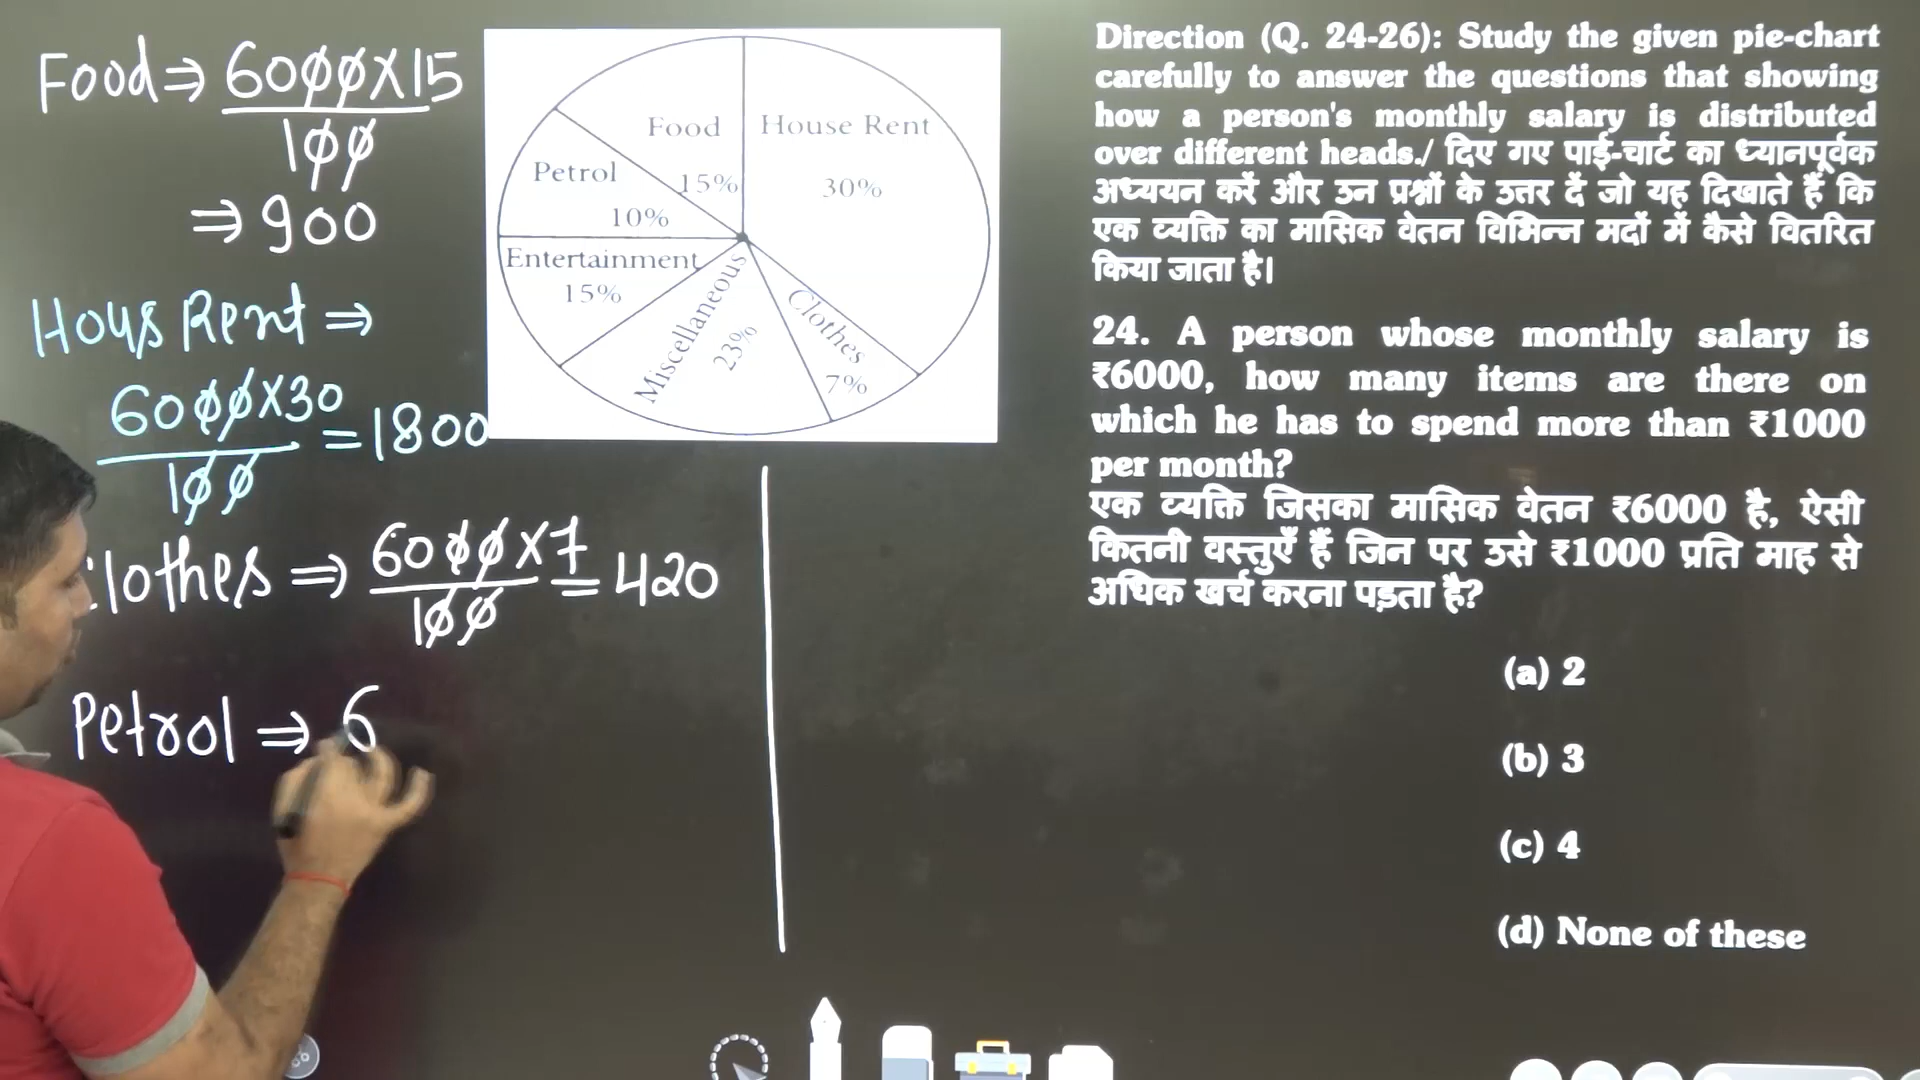 Food ⇒ 6000×15
100
⇒ 900
Hous Rent ⇒
6000×30
100
= 1800
lothes ⇒ 6000×7
100
= 420
Petrol ⇒ 6
Food
15%
House Rent
30%
Petrol
10%
Entertainment
15%
Miscellaneous
23%
Clothes
7%
Direction (Q. 24-26): Study the given pie-chart
carefully to answer the questions that showing
how a person's monthly salary is distributed
over different heads./ दिए गए पाई-चार्ट का ध्यानपूर्वक
अध्ययन करें और उन प्रश्नों के उत्तर दें जो यह दिखाते हैं कि
एक व्यक्ति का मासिक वेतन विभिन्न मदों में कैसे वितरित
किया जाता है।
24. A person whose monthly salary is
₹6000, how many items are there on
which he has to spend more than ₹1000
per month?
एक व्यक्ति जिसका मासिक वेतन ₹6000 है, ऐसी
कितनी वस्तुएँ हैं जिन पर उसे ₹1000 प्रति माह से
अधिक खर्च करना पड़ता है?
(a) 2
(b) 3
(c) 4
(d) None of these